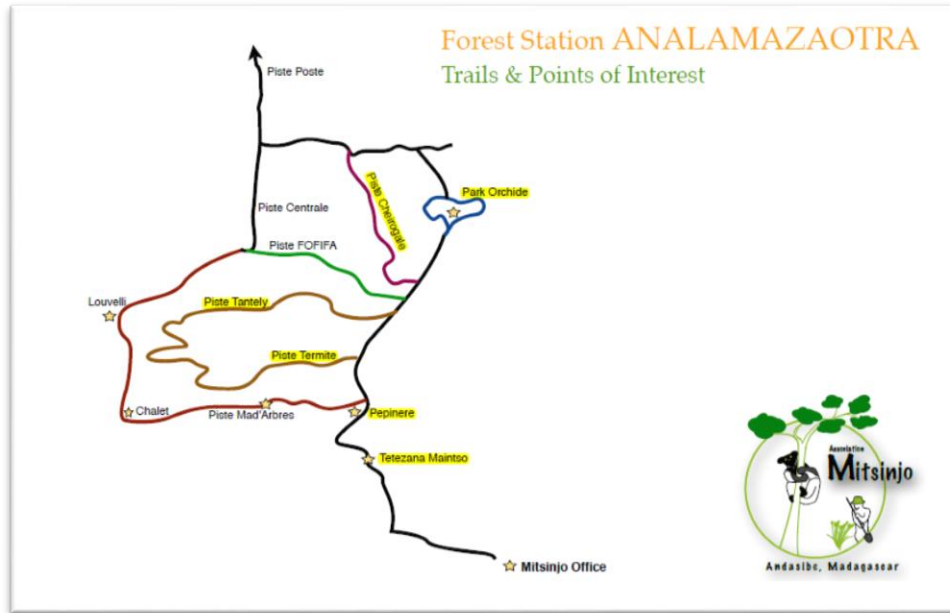 Forest Station ANALAMAZAOTRA
Trails & Points of Interest
Piste Poste
Piste Cheirogale
Park Orchide
Piste Centrale
Piste FOFIFA
Louvelli
Piste Tantely
Piste Termite
Chalet
Piste Mad'Arbres
Pepinere
Tetezana Maintso
Mitsinjo Office
Association
Mitsinjo
Andasibe, Madagascar